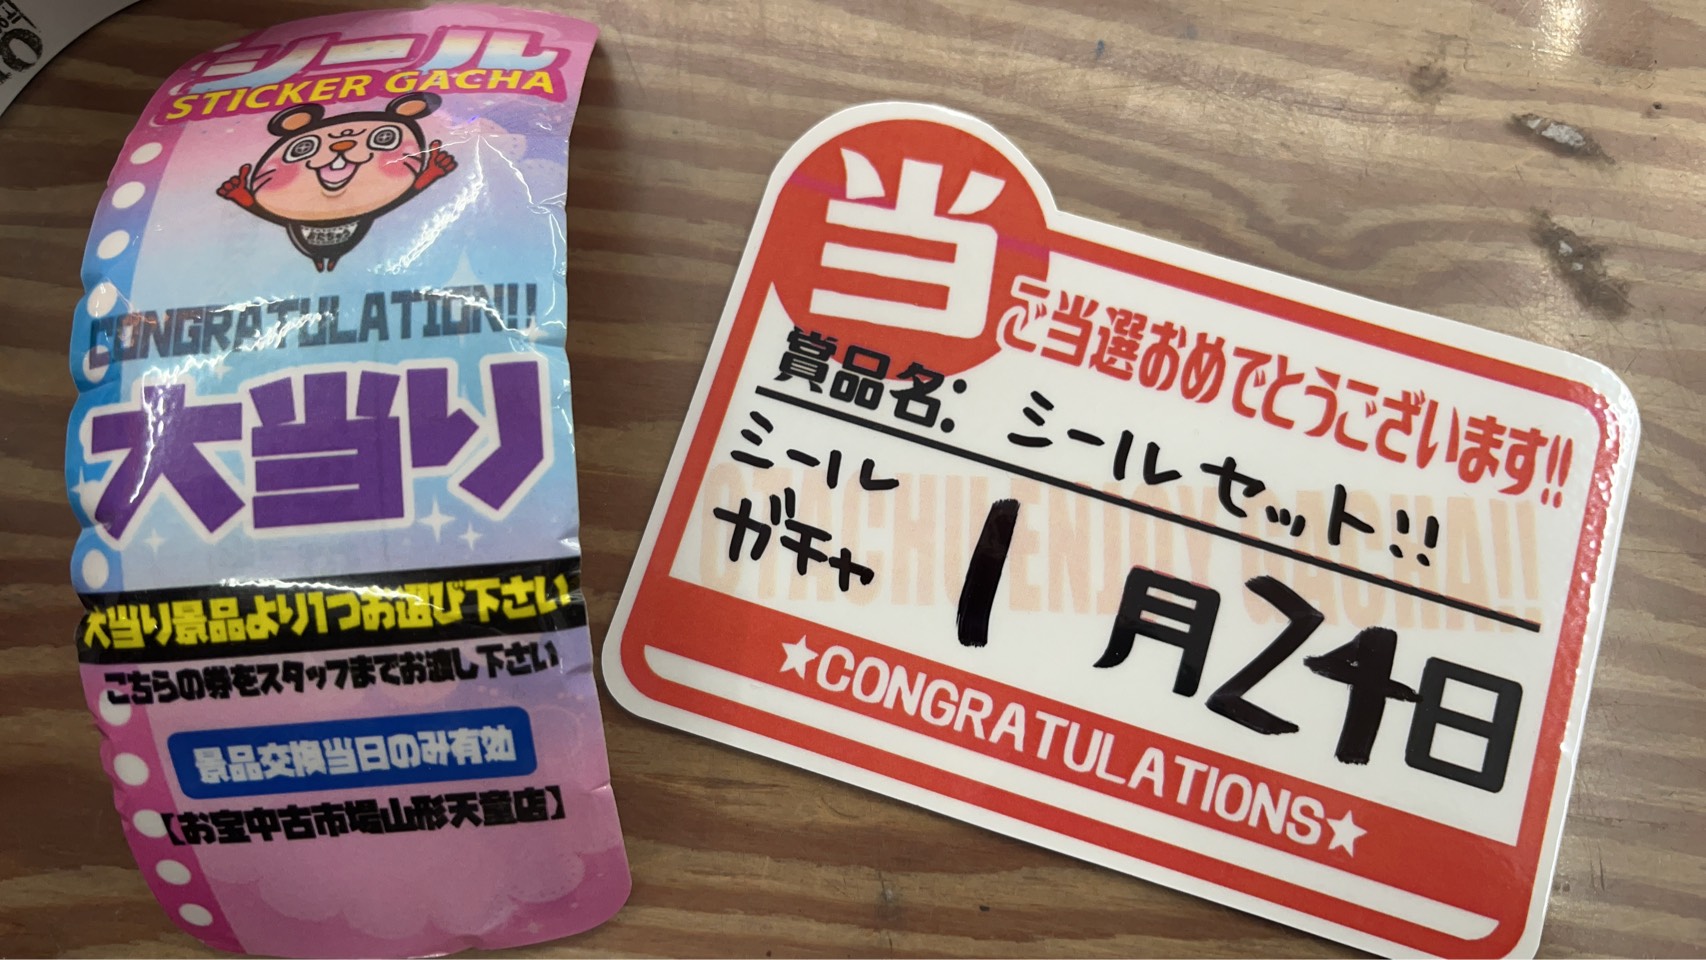 シール
STICKER GACHA
CONGRATULATION!!
大当り
大当り景品より1つお選び下さい
こちらの券をスタッフまでお渡し下さい
景品交換当日のみ有効
【お宝中古市場山形天童店】
当
ご当選おめでとうございます!!
賞品名: シールセット!!
シール
ガチャ
1月24日
OTACHU ENJOY GACHA!!
★CONGRATULATIONS★